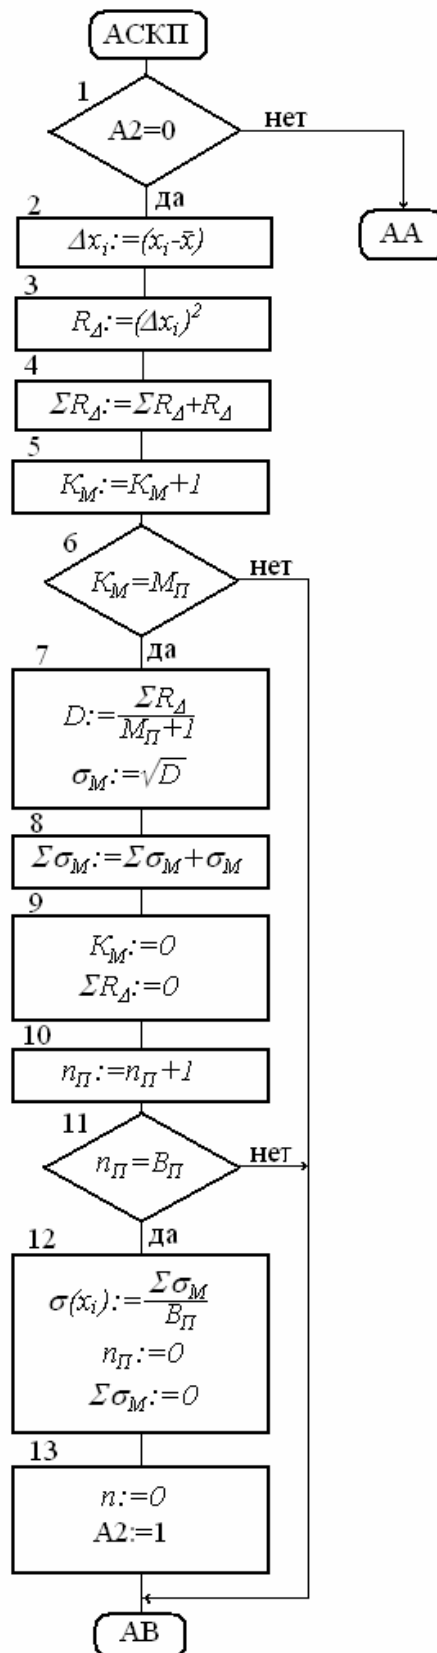 АСКП
1
А2=0
нет
да
АА
2
Δx_i:=(x_i-x̄)
3
R_Δ:=(Δx_i)²
4
ΣR_Δ:=ΣR_Δ+R_Δ
5
K_M:=K_M+1
6
K_M=M_П
нет
да
7
D:=ΣR_Δ/M_П+1
σ_M:=√D
8
Σσ_M:=Σσ_M+σ_M
9
K_M:=0
ΣR_Δ:=0
10
n_П:=n_П+1
11
n_П=B_П
нет
да
12
σ(x_i):=Σσ_M/B_П
n_П:=0
Σσ_M:=0
13
n:=0
А2:=1
АВ